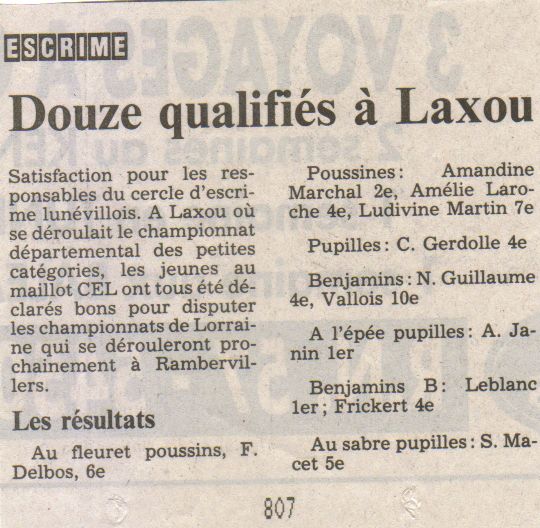 ESCRIME
Douze qualifiés à Laxou
Satisfaction pour les res-
ponsables du cercle d'escri-
me lunévillois. A Laxou où
se déroulait le championnat
départemental des petites
catégories, les jeunes au
maillot CEL ont tous été dé-
clarés bons pour disputer
les championnats de Lorrai-
ne qui se dérouleront pro-
chainement à Rambervil-
lers.
Les résultats
Au fleuret poussins, F.
Delbos, 6e
Poussines: Amandine
Marchal 2e, Amélie Laro-
che 4e, Ludivine Martin 7e
Pupilles: C. Gerdolle 4e
Benjamins: N. Guillaume
4e, Vallois 10e
A l'épée pupilles: A. Ja-
nin 1er
Benjamins B: Leblanc
1er; Frickert 4e
Au sabre pupilles: S. Ma-
cet 5e
807